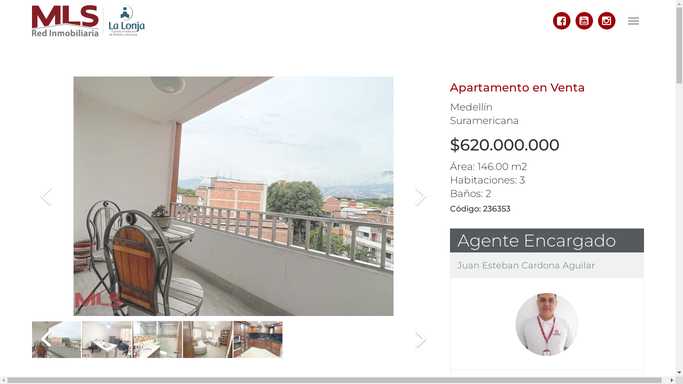 MLS
Red Inmobiliaria
La Lonja
Apartamento en Venta
Medellín
Suramericana
$620.000.000
Área: 146.00 m2
Habitaciones: 3
Baños: 2
Código: 236353
Agente Encargado
Juan Esteban Cardona Aguilar
MLS